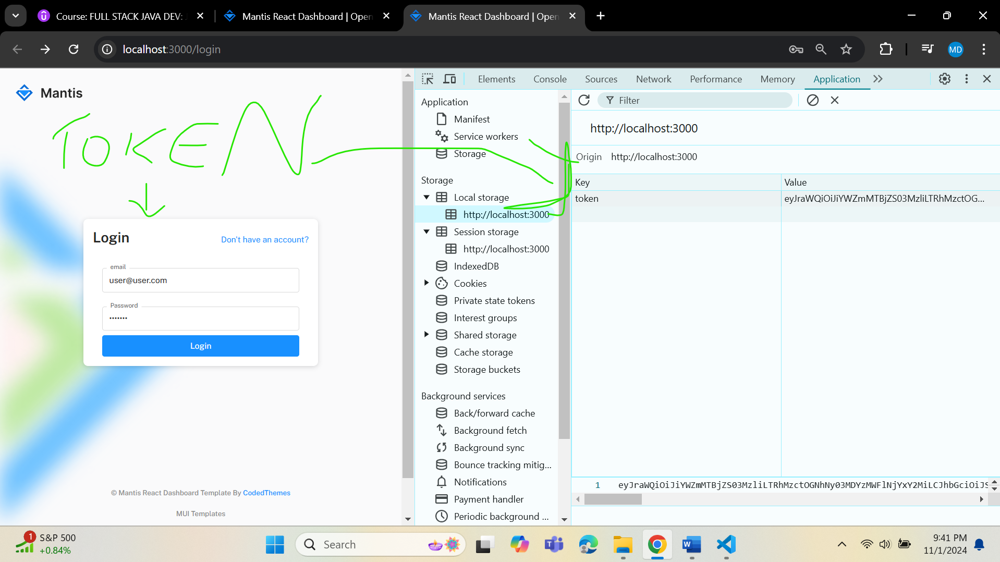 Course: FULL STACK JAVA DEV:
Mantis React Dashboard | Open
Mantis React Dashboard | Open
localhost:3000/login
MD
Mantis
TOKEN
Login
Don't have an account?
email
user@user.com
Password
•••••••
Login
© Mantis React Dashboard Template By CodedThemes
MUI Templates
Elements Console Sources Network Performance Memory Application
Application
Manifest
Service workers
Storage
Storage
Local storage
http://localhost:3000
Session storage
http://localhost:3000
IndexedDB
Cookies
Private state tokens
Interest groups
Shared storage
Cache storage
Storage buckets
Background services
Back/forward cache
Background fetch
Background sync
Bounce tracking mitig...
Notifications
Payment handler
Periodic background ...
Filter
http://localhost:3000
Origin http://localhost:3000
Key Value
token eyJraWQiOiJiYWZmMTBjZS03MzliLTRhMzctOG...
1 eyJraWQiOiJiYWZmMTBjZS03MzliLTRhMzctOGNhNy03MDYzMWFlNjYxY2MiLCJhbGciOiJS
1
S&P 500
+0.84%
Search
9:41 PM
11/1/2024